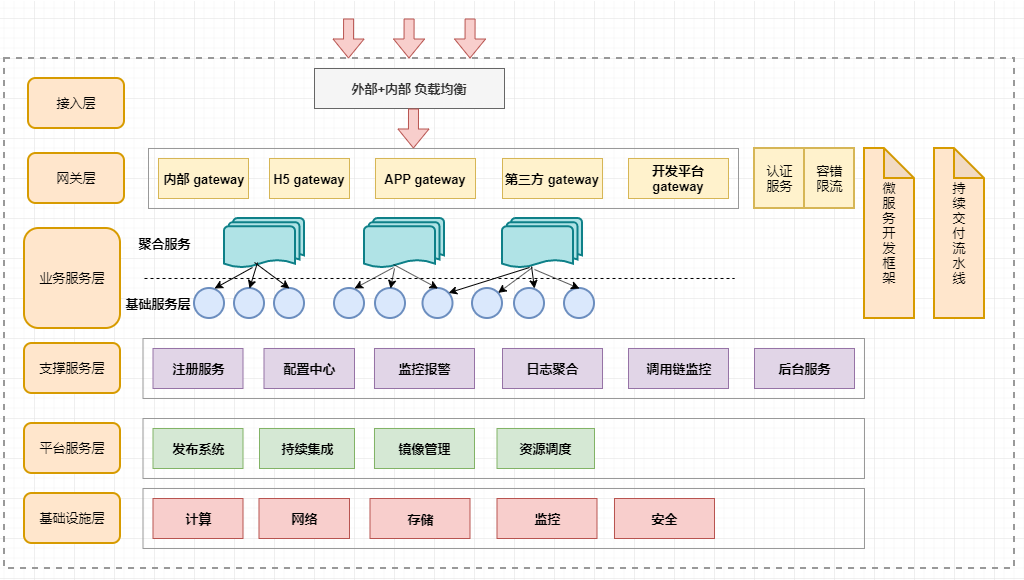 接入层
外部+内部 负载均衡
网关层
内部 gateway
H5 gateway
APP gateway
第三方 gateway
开发平台
gateway
认证
服务
容错
限流
微服务开发框架
持续交付流水线
业务服务层
聚合服务
基础服务层
支撑服务层
注册服务
配置中心
监控报警
日志聚合
调用链监控
后台服务
平台服务层
发布系统
持续集成
镜像管理
资源调度
基础设施层
计算
网络
存储
监控
安全